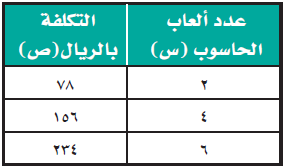 عدد ألعاب الحاسوب (س) التكلفة بالريال(ص)
٢ ٧٨
٤ ١٥٦
٦ ٢٣٤